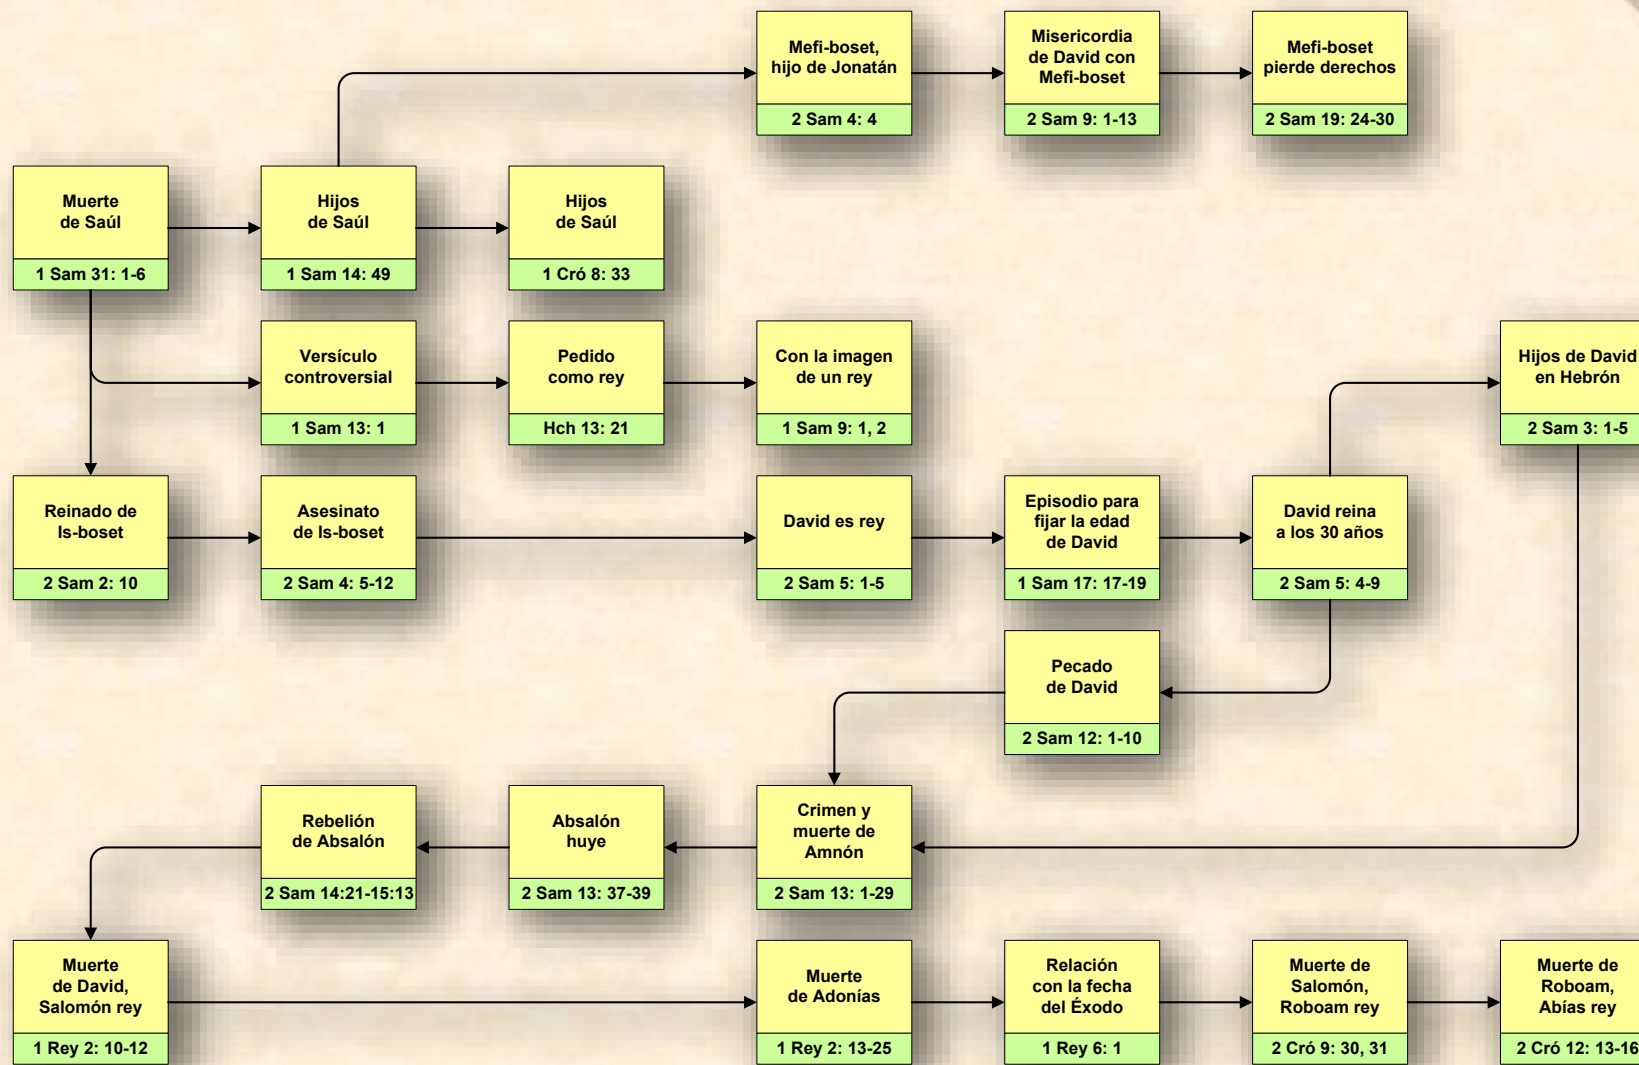 Mefi-boset,
hijo de Jonatán
2 Sam 4: 4
Misericordia
de David con
Mefi-boset
2 Sam 9: 1-13
Mefi-boset
pierde derechos
2 Sam 19: 24-30
Muerte
de Saúl
1 Sam 31: 1-6
Hijos
de Saúl
1 Sam 14: 49
Hijos
de Saúl
1 Cró 8: 33
Versículo
controversial
1 Sam 13: 1
Pedido
como rey
Hch 13: 21
Con la imagen
de un rey
1 Sam 9: 1, 2
Hijos de David
en Hebrón
2 Sam 3: 1-5
Reinado de
Is-boset
2 Sam 2: 10
Asesinato
de Is-boset
2 Sam 4: 5-12
David es rey
2 Sam 5: 1-5
Episodio para
fijar la edad
de David
1 Sam 17: 17-19
David reina
a los 30 años
2 Sam 5: 4-9
Pecado
de David
2 Sam 12: 1-10
Rebelión
de Absalón
2 Sam 14:21-15:13
Absalón
huye
2 Sam 13: 37-39
Crimen y
muerte de
Amnón
2 Sam 13: 1-29
Muerte
de David,
Salomón rey
1 Rey 2: 10-12
Muerte
de Adonías
1 Rey 2: 13-25
Relación
con la fecha
del Éxodo
1 Rey 6: 1
Muerte de
Salomón,
Roboam rey
2 Cró 9: 30, 31
Muerte de
Roboam,
Abías rey
2 Cró 12: 13-16